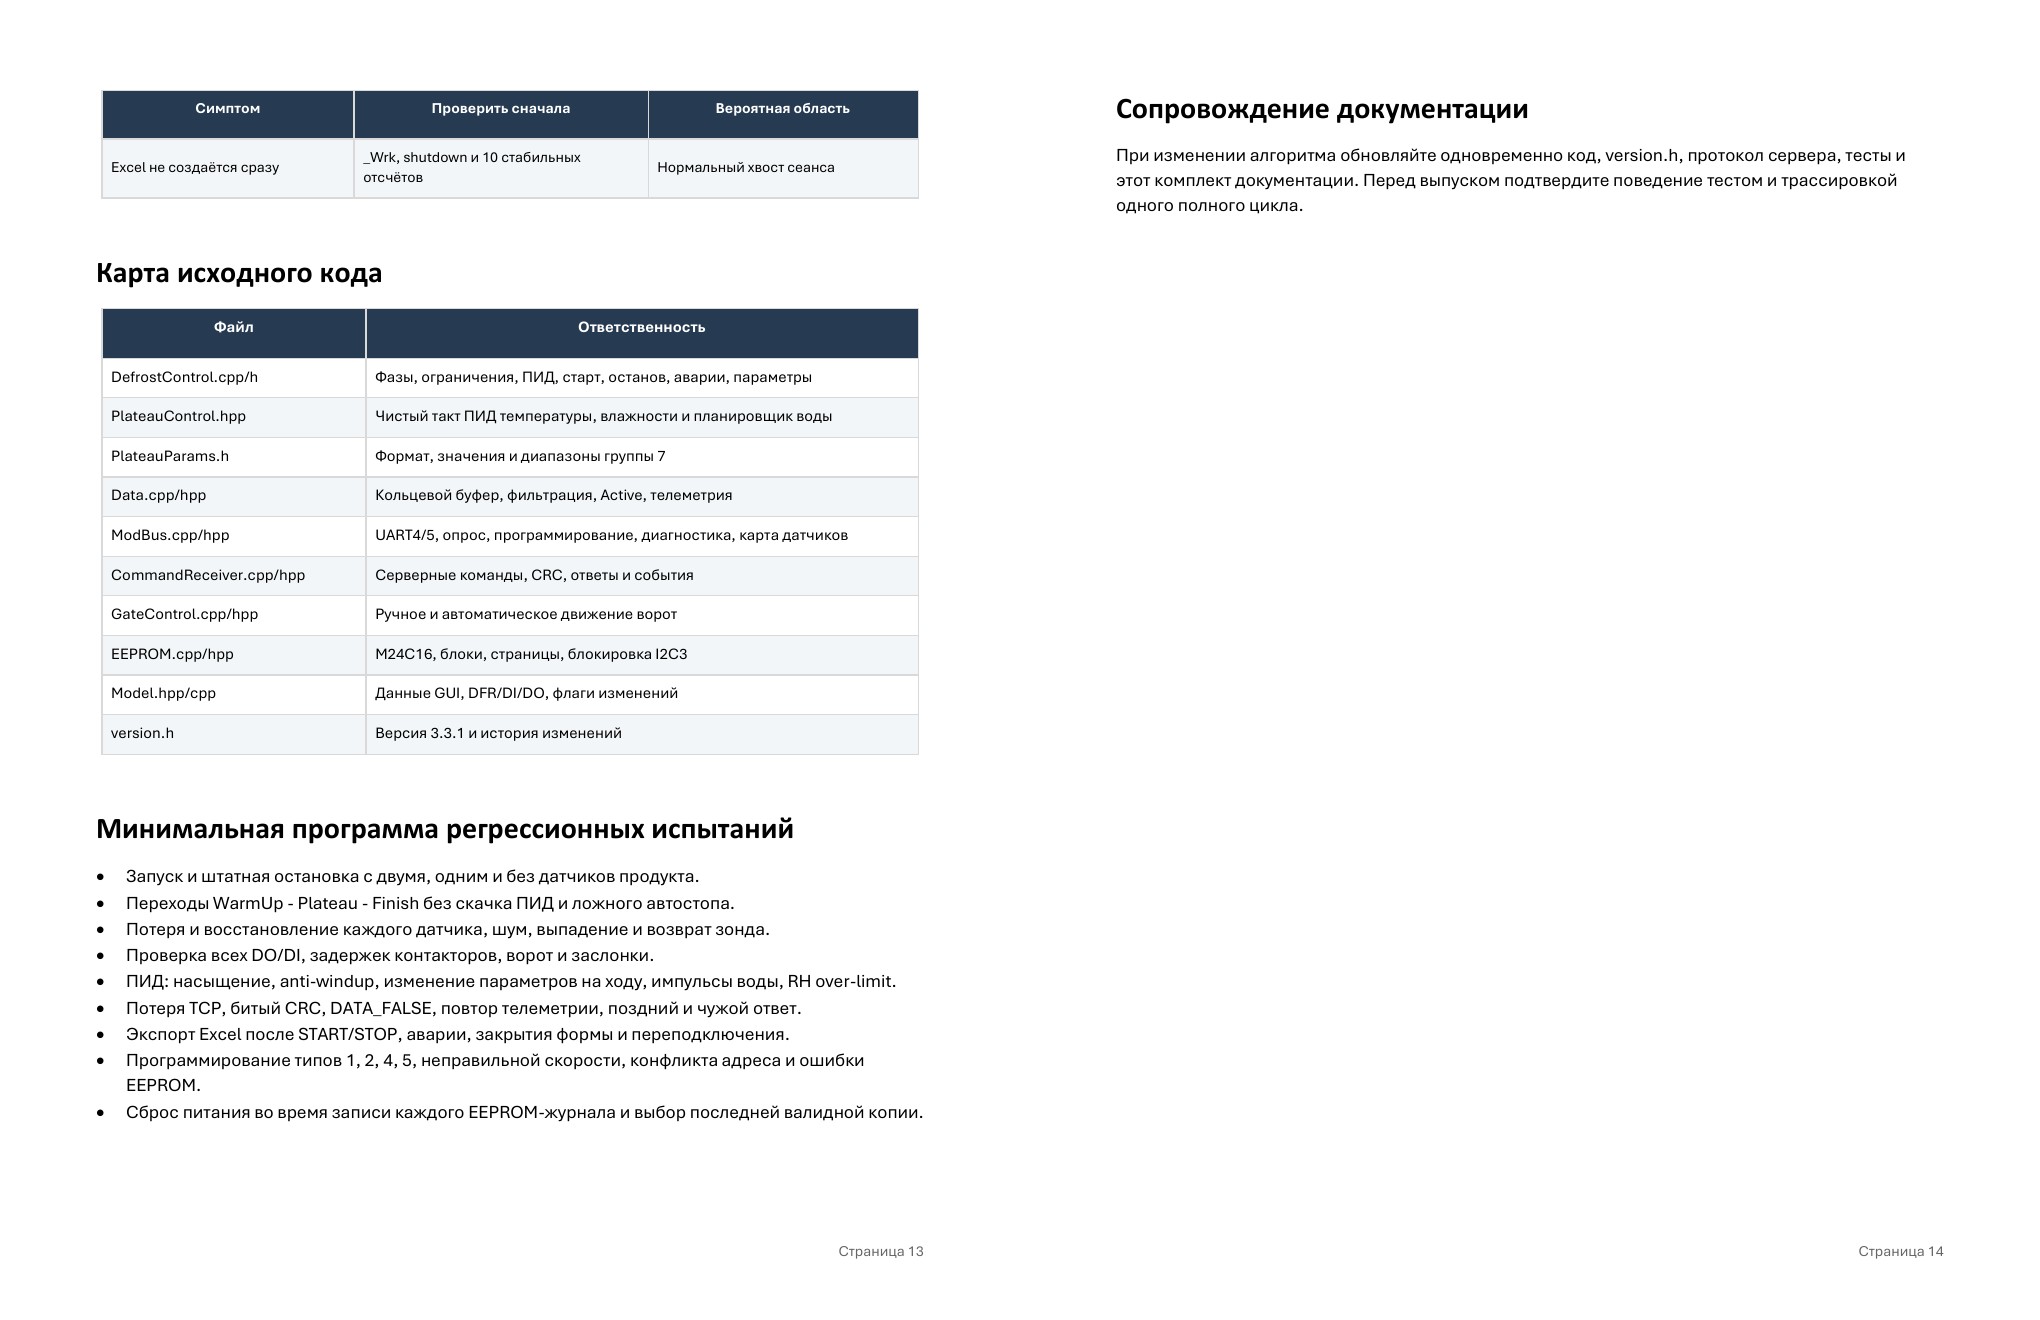 Симптом Проверить сначала Вероятная область
Excel не создаётся сразу _Wrk, shutdown и 10 стабильных отсчётов Нормальный хвост сеанса
Карта исходного кода
Файл Ответственность
DefrostControl.cpp/h Фазы, ограничения, ПИД, старт, останов, аварии, параметры
PlateauControl.hpp Чистый такт ПИД температуры, влажности и планировщик воды
PlateauParams.h Формат, значения и диапазоны группы 7
Data.cpp/hpp Кольцевой буфер, фильтрация, Active, телеметрия
ModBus.cpp/hpp UART4/5, опрос, программирование, диагностика, карта датчиков
CommandReceiver.cpp/hpp Серверные команды, CRC, ответы и события
GateControl.cpp/hpp Ручное и автоматическое движение ворот
EEPROM.cpp/hpp M24C16, блоки, страницы, блокировка I2C3
Model.hpp/cpp Данные GUI, DFR/DI/DO, флаги изменений
version.h Версия 3.3.1 и история изменений
Минимальная программа регрессионных испытаний
• Запуск и штатная остановка с двумя, одним и без датчиков продукта.
• Переходы WarmUp - Plateau - Finish без скачка ПИД и ложного автостопа.
• Потеря и восстановление каждого датчика, шум, выпадение и возврат зонда.
• Проверка всех DO/DI, задержек контакторов, ворот и заслонки.
• ПИД: насыщение, anti-windup, изменение параметров на ходу, импульсы воды, RH over-limit.
• Потеря TCP, битый CRC, DATA_FALSE, повтор телеметрии, поздний и чужой ответ.
• Экспорт Excel после START/STOP, аварии, закрытия формы и переподключения.
• Программирование типов 1, 2, 4, 5, неправильной скорости, конфликта адреса и ошибки
EEPROM.
• Сброс питания во время записи каждого EEPROM-журнала и выбор последней валидной копии.
Страница 13
Сопровождение документации
При изменении алгоритма обновляйте одновременно код, version.h, протокол сервера, тесты и
этот комплект документации. Перед выпуском подтвердите поведение тестом и трассировкой
одного полного цикла.
Страница 14